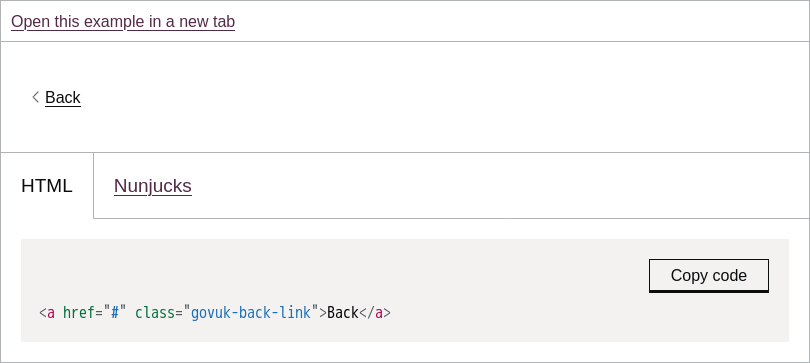 Open this example in a new tab
Back
HTML Nunjucks
Copy code
<a href="#" class="govuk-back-link">Back</a>